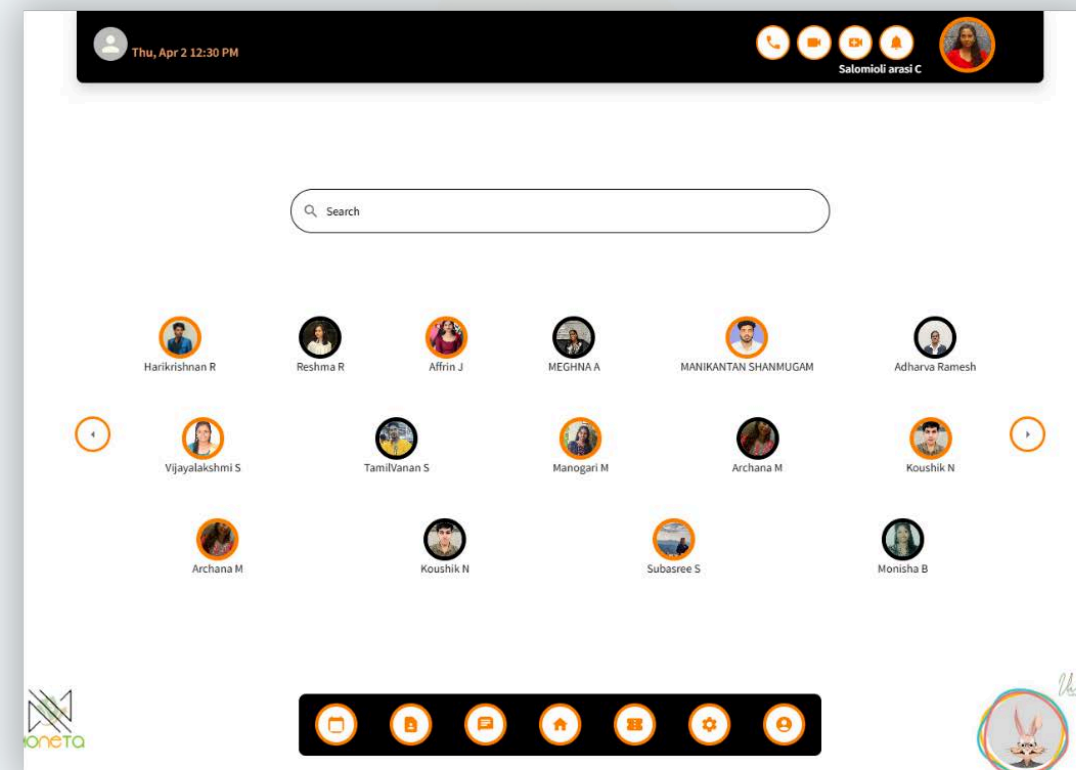 Thu, Apr 2 12:30 PM
Salomioli arasi C
Search
Harikrishnan R
Reshma R
Affrin J
MEGHNA A
MANIKANTAN SHANMUGAM
Adharva Ramesh
Vijayalakshmi S
TamilVanan S
Manogari M
Archana M
Koushik N
Archana M
Koushik N
Subasree S
Monisha B
oneTa